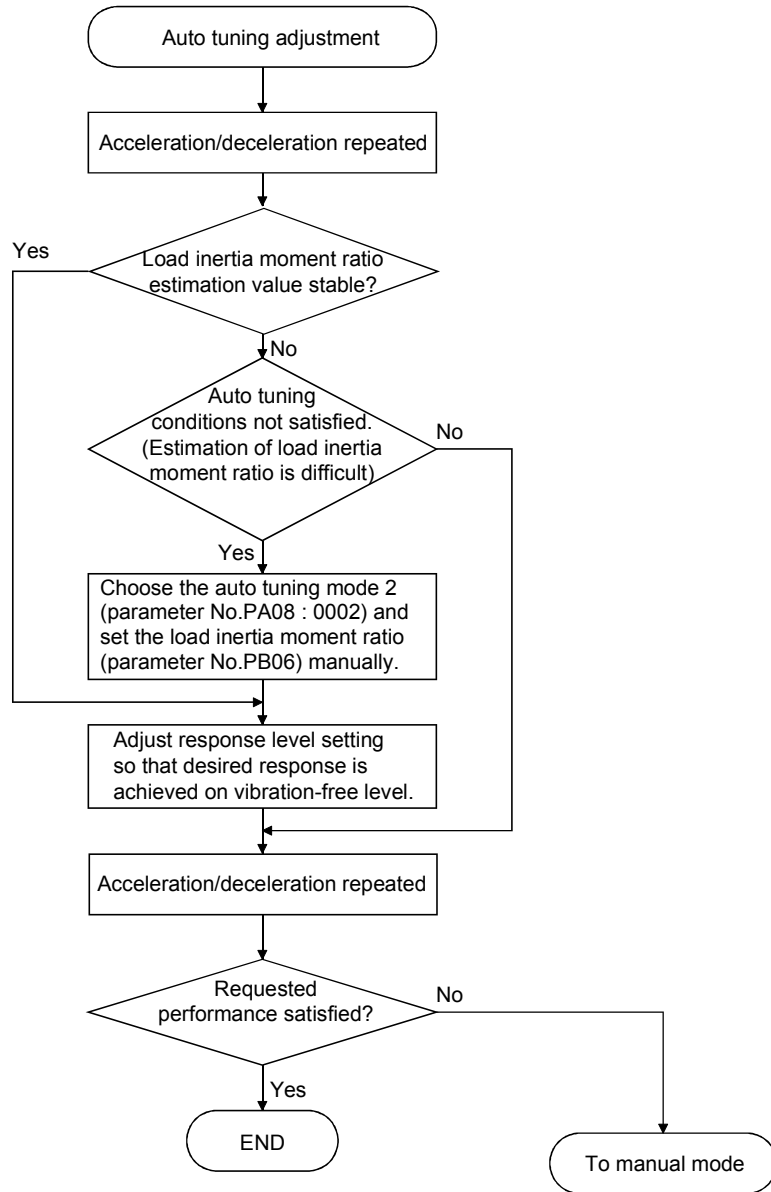 Auto tuning adjustment
Acceleration/deceleration repeated
Yes
Load inertia moment ratio
estimation value stable?
No
Auto tuning
conditions not satisfied.
(Estimation of load inertia
moment ratio is difficult)
No
Yes
Choose the auto tuning mode 2
(parameter No.PA08 : 0002) and
set the load inertia moment ratio
(parameter No.PB06) manually.
Adjust response level setting
so that desired response is
achieved on vibration-free level.
Acceleration/deceleration repeated
Requested
performance satisfied?
No
Yes
END
To manual mode